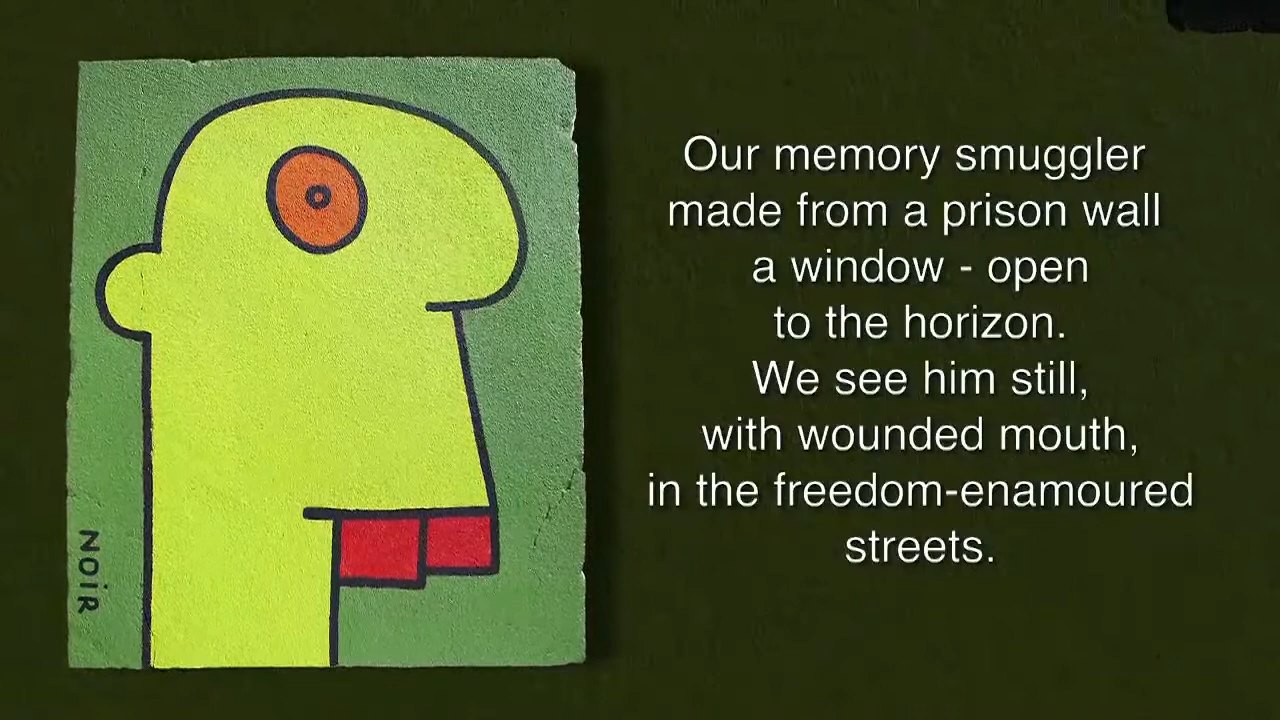 NOİR
Our memory smuggler
made from a prison wall
a window - open
to the horizon.
We see him still,
with wounded mouth,
in the freedom-enamoured
streets.